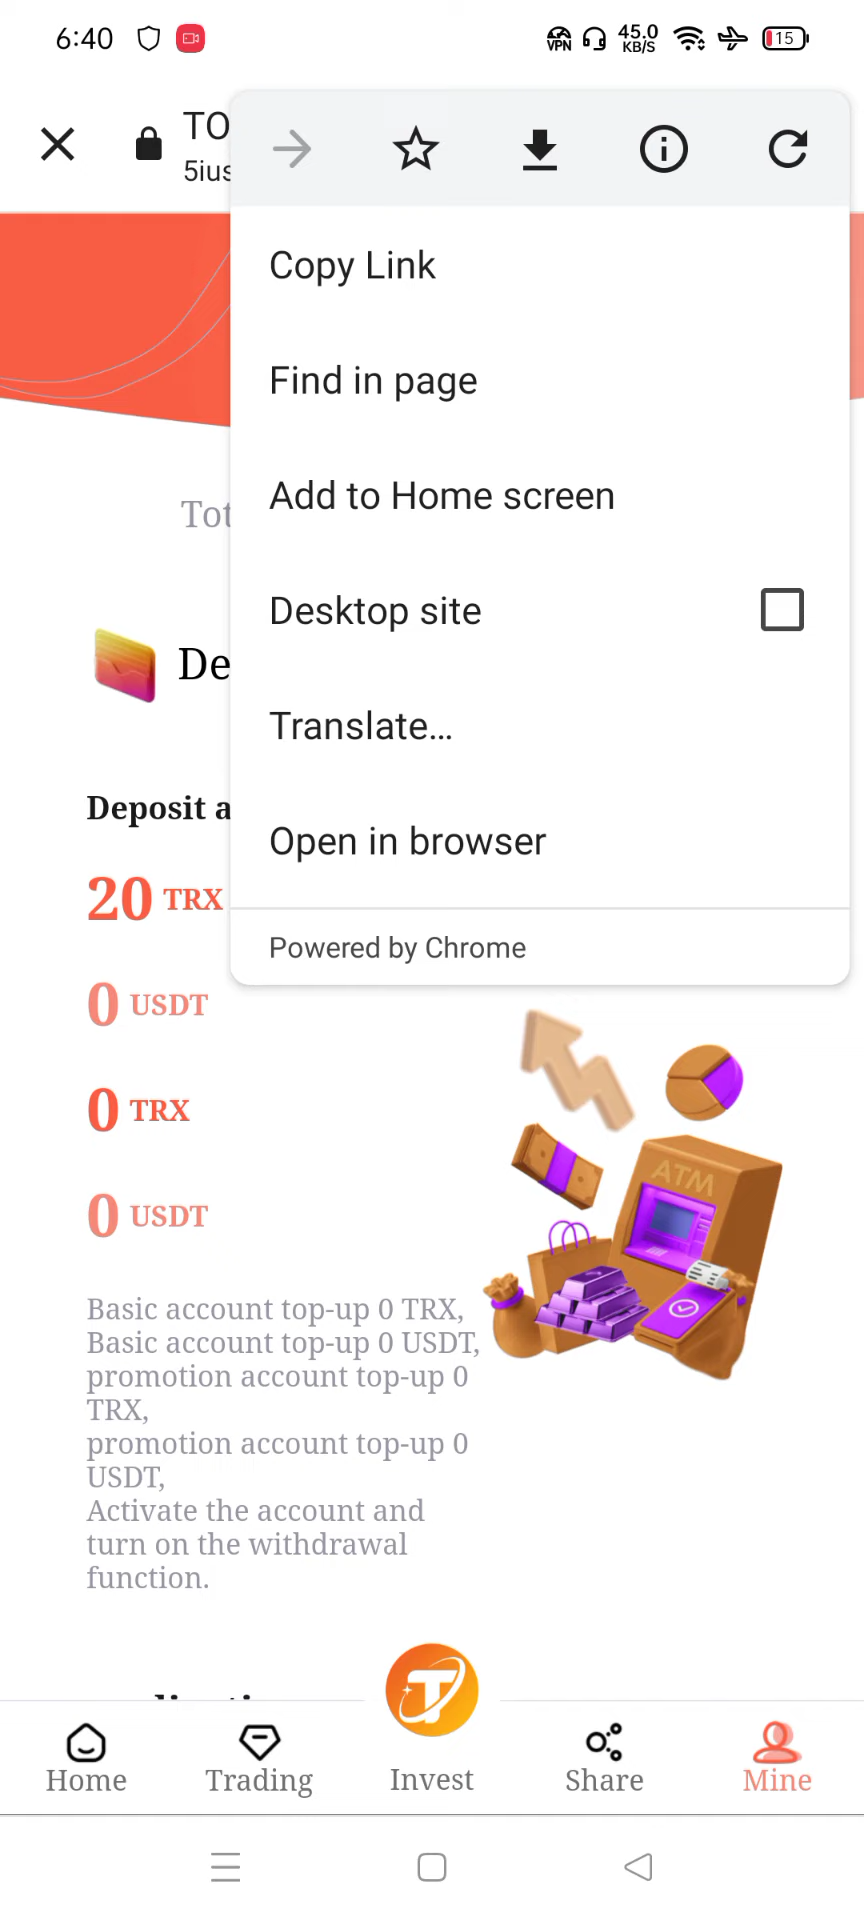 6:40
VPN
45.0
KB/S
15
TO
5ius
Copy Link
Find in page
Add to Home screen
Desktop site
Translate...
Open in browser
Powered by Chrome
Tot
De
Deposit a
20 TRX
0 USDT
0 TRX
0 USDT
ATM
Basic account top-up 0 TRX,
Basic account top-up 0 USDT,
promotion account top-up 0
TRX,
promotion account top-up 0
USDT,
Activate the account and
turn on the withdrawal
function.
T
Home
Trading
Invest
Share
Mine